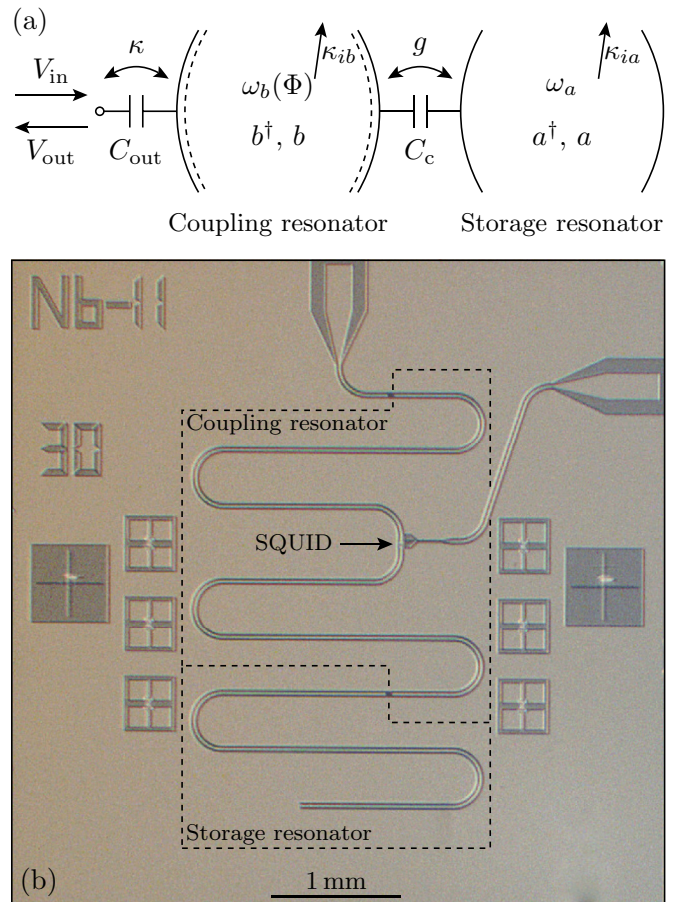 (a)
κ g
V_in κ_ib κ_ia
ω_b(Φ) ω_a
b†, b a†, a
V_out C_out C_c
Coupling resonator Storage resonator
Nb-11
Coupling resonator
30
SQUID
Storage resonator
(b) 1 mm